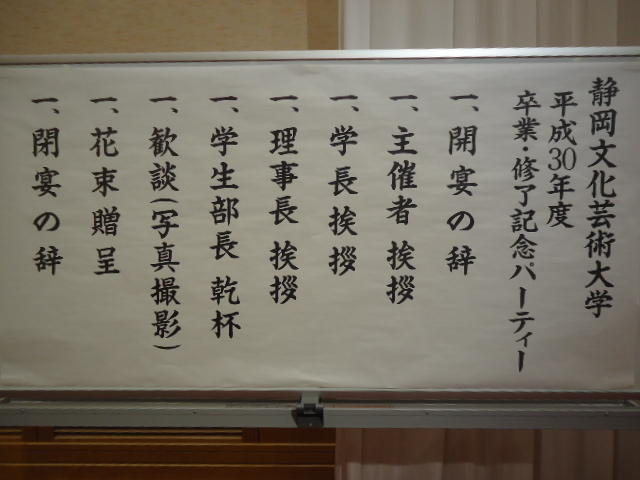 静岡文化芸術大学
平成30年度
卒業・修了記念パーティー
一、開宴の辞
一、主催者 挨拶
一、学長 挨拶
一、理事長 挨拶
一、学生部長 乾杯
一、歓談(写真撮影)
一、花束贈呈
一、閉宴の辞